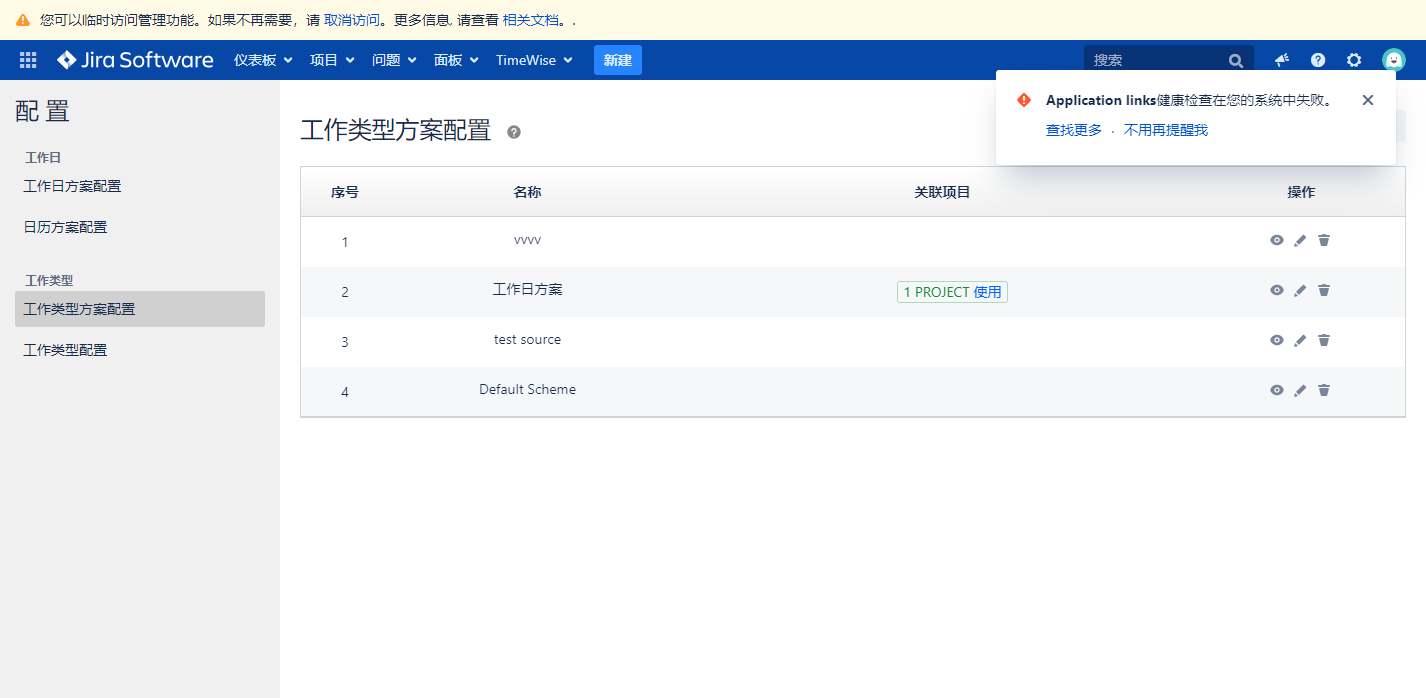 您可以临时访问管理功能。如果不再需要，请 取消访问。更多信息, 请查看 相关文档。.
Jira Software 仪表板 项目 问题 面板 TimeWise 新建 搜索
Application links健康检查在您的系统中失败。
查找更多 · 不用再提醒我
配 置
工作日
工作日方案配置
日历方案配置
工作类型
工作类型方案配置
工作类型配置
工作类型方案配置
序号 名称 关联项目 操作
1 vvvv
2 工作日方案 1 PROJECT 使用
3 test source
4 Default Scheme